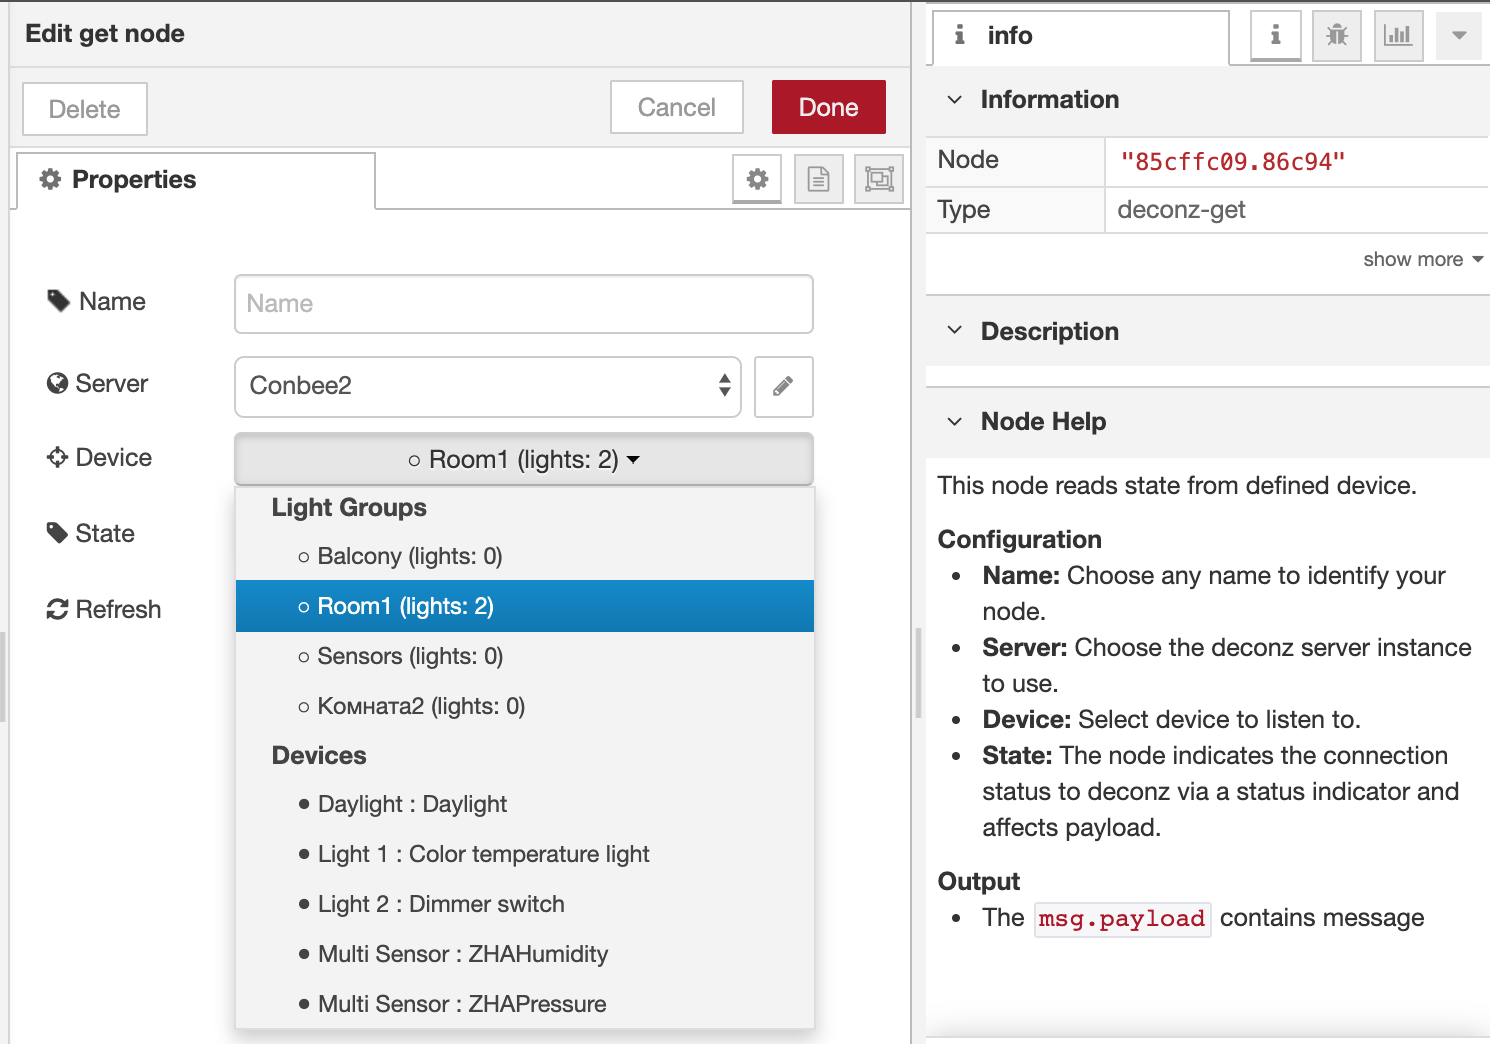 Edit get node
Delete
Cancel
Done
Properties
Name
Name
Server
Conbee2
Device
○ Room1 (lights: 2)
Light Groups
○ Balcony (lights: 0)
State
○ Room1 (lights: 2)
Refresh
○ Sensors (lights: 0)
○ Комната2 (lights: 0)
Devices
● Daylight : Daylight
● Light 1 : Color temperature light
● Light 2 : Dimmer switch
● Multi Sensor : ZHAHumidity
● Multi Sensor : ZHAPressure
info
Information
Node
"85cffc09.86c94"
Type
deconz-get
show more
Description
Node Help
This node reads state from defined device.
Configuration
• Name: Choose any name to identify your
node.
• Server: Choose the deconz server instance
to use.
• Device: Select device to listen to.
• State: The node indicates the connection
status to deconz via a status indicator and
affects payload.
Output
• The msg.payload contains message